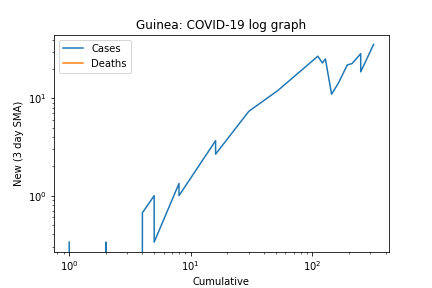 Guinea: COVID-19 log graph
Cases
Deaths
New (3 day SMA)
10¹
10⁰
10⁰ 10¹ 10²
Cumulative